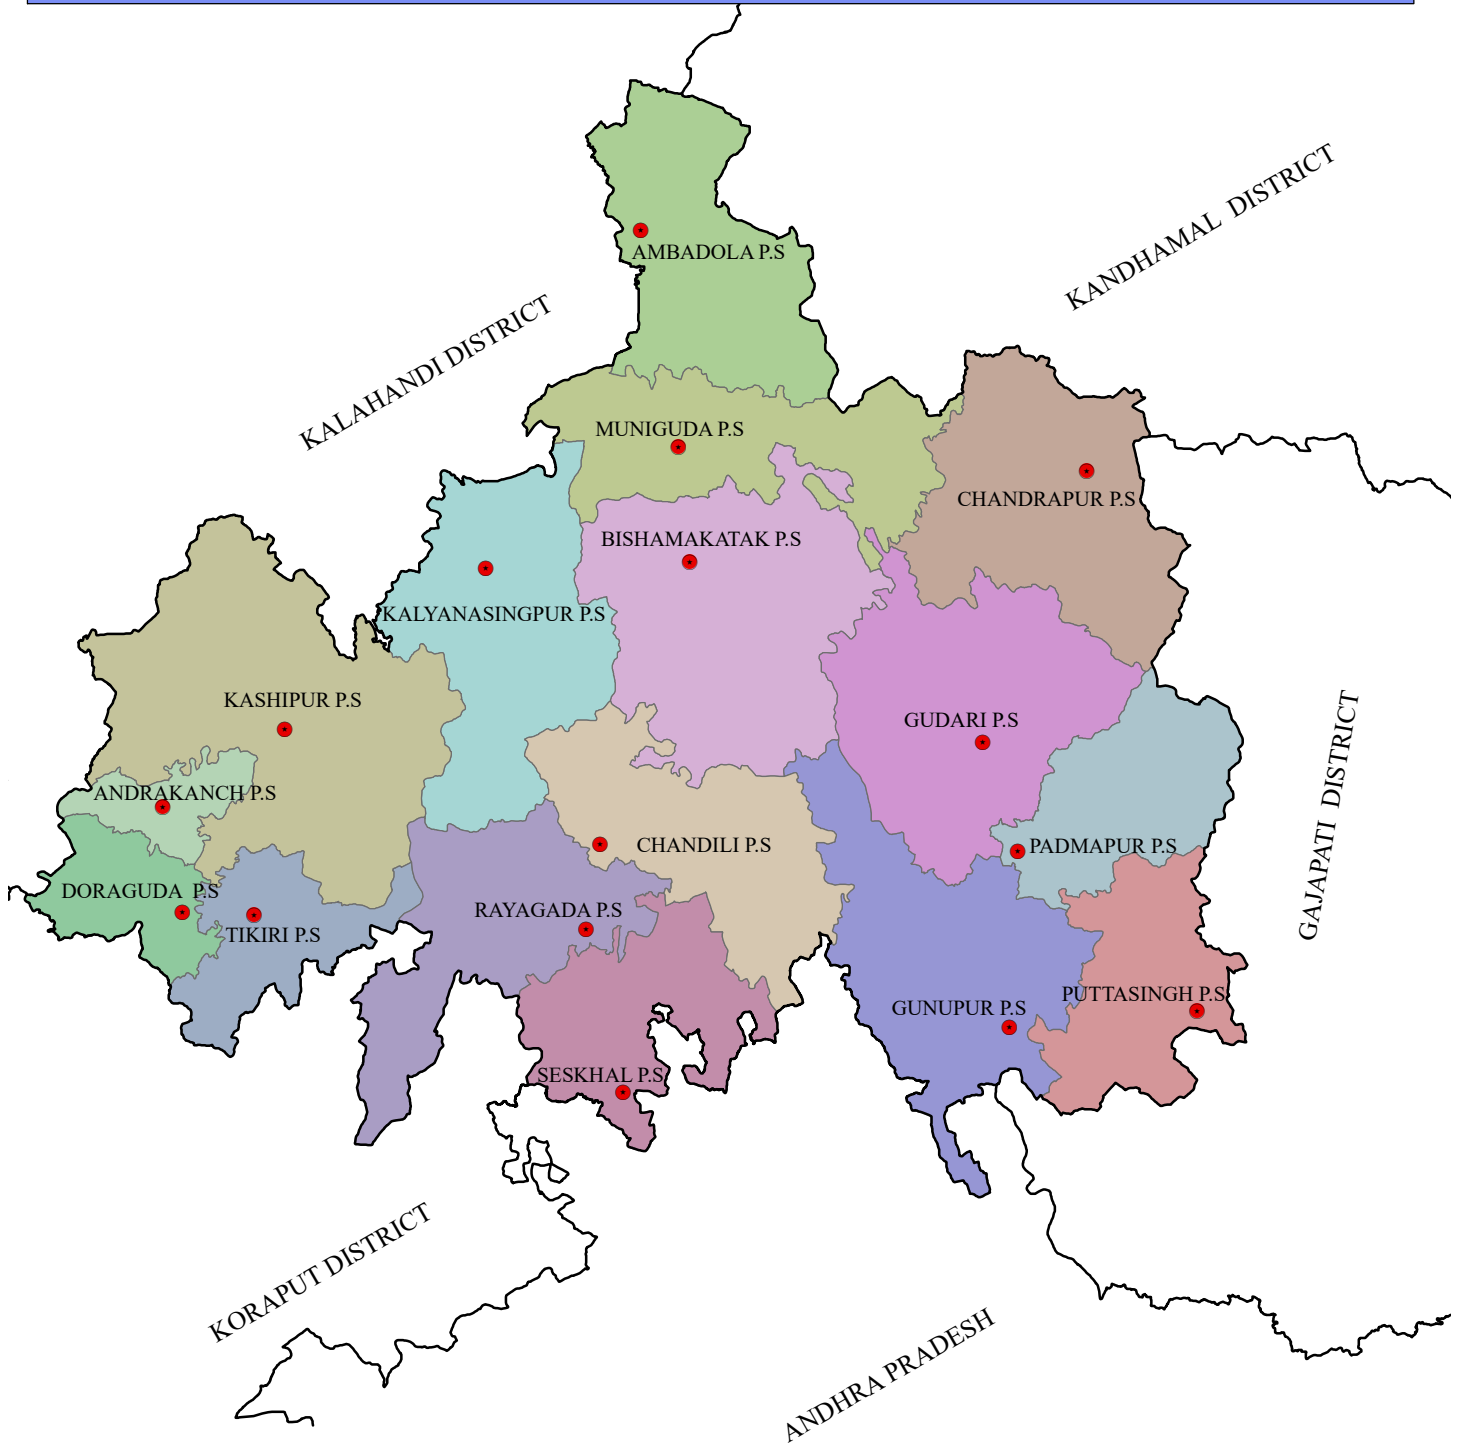 KANDHAMAL DISTRICT
AMBADOLA P.S
KALAHANDI DISTRICT
MUNIGUDA P.S
CHANDRAPUR P.S
BISHAMAKATAK P.S
KALYANASINGPUR P.S
KASHIPUR P.S
GUDARI P.S
GAJAPATI DISTRICT
ANDRAKANCH P.S
CHANDILI P.S
PADMAPUR P.S
DORAGUDA P.S
RAYAGADA P.S
TIKIRI P.S
PUTTASINGH P.S
GUNUPUR P.S
SESKHAL P.S
KORAPUT DISTRICT
ANDHRA PRADESH